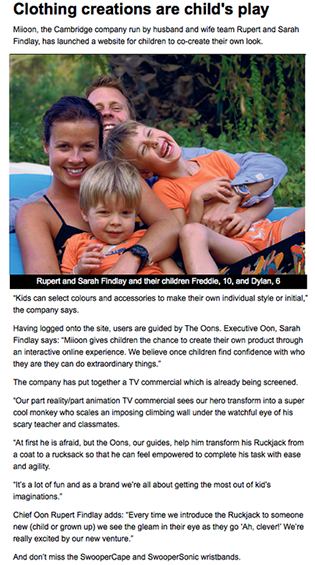 Clothing creations are child's play
Miioon, the Cambridge company run by husband and wife team Rupert and Sarah
Findlay, has launched a website for children to co-create their own look.
Rupert and Sarah Findlay and their children Freddie, 10, and Dylan, 6
"Kids can select colours and accessories to make their own individual style or initial,"
the company says.
Having logged onto the site, users are guided by The Oons. Executive Oon, Sarah
Findlay says: "Miioon gives children the chance to create their own product through
an interactive online experience. We believe once children find confidence with who
they are they can do extraordinary things."
The company has put together a TV commercial which is already being screened.
"Our part reality/part animation TV commercial sees our hero transform into a super
cool monkey who scales an imposing climbing wall under the watchful eye of his
scary teacher and classmates.
"At first he is afraid, but the Oons, our guides, help him transform his Ruckjack from
a coat to a rucksack so that he can feel empowered to complete his task with ease
and agility.
"It's a lot of fun and as a brand we're all about getting the most out of kid's
imaginations."
Chief Oon Rupert Findlay adds: "Every time we introduce the Ruckjack to someone
new (child or grown up) we see the gleam in their eye as they go 'Ah, clever!' We're
really excited by our new venture."
And don't miss the SwooperCape and SwooperSonic wristbands.